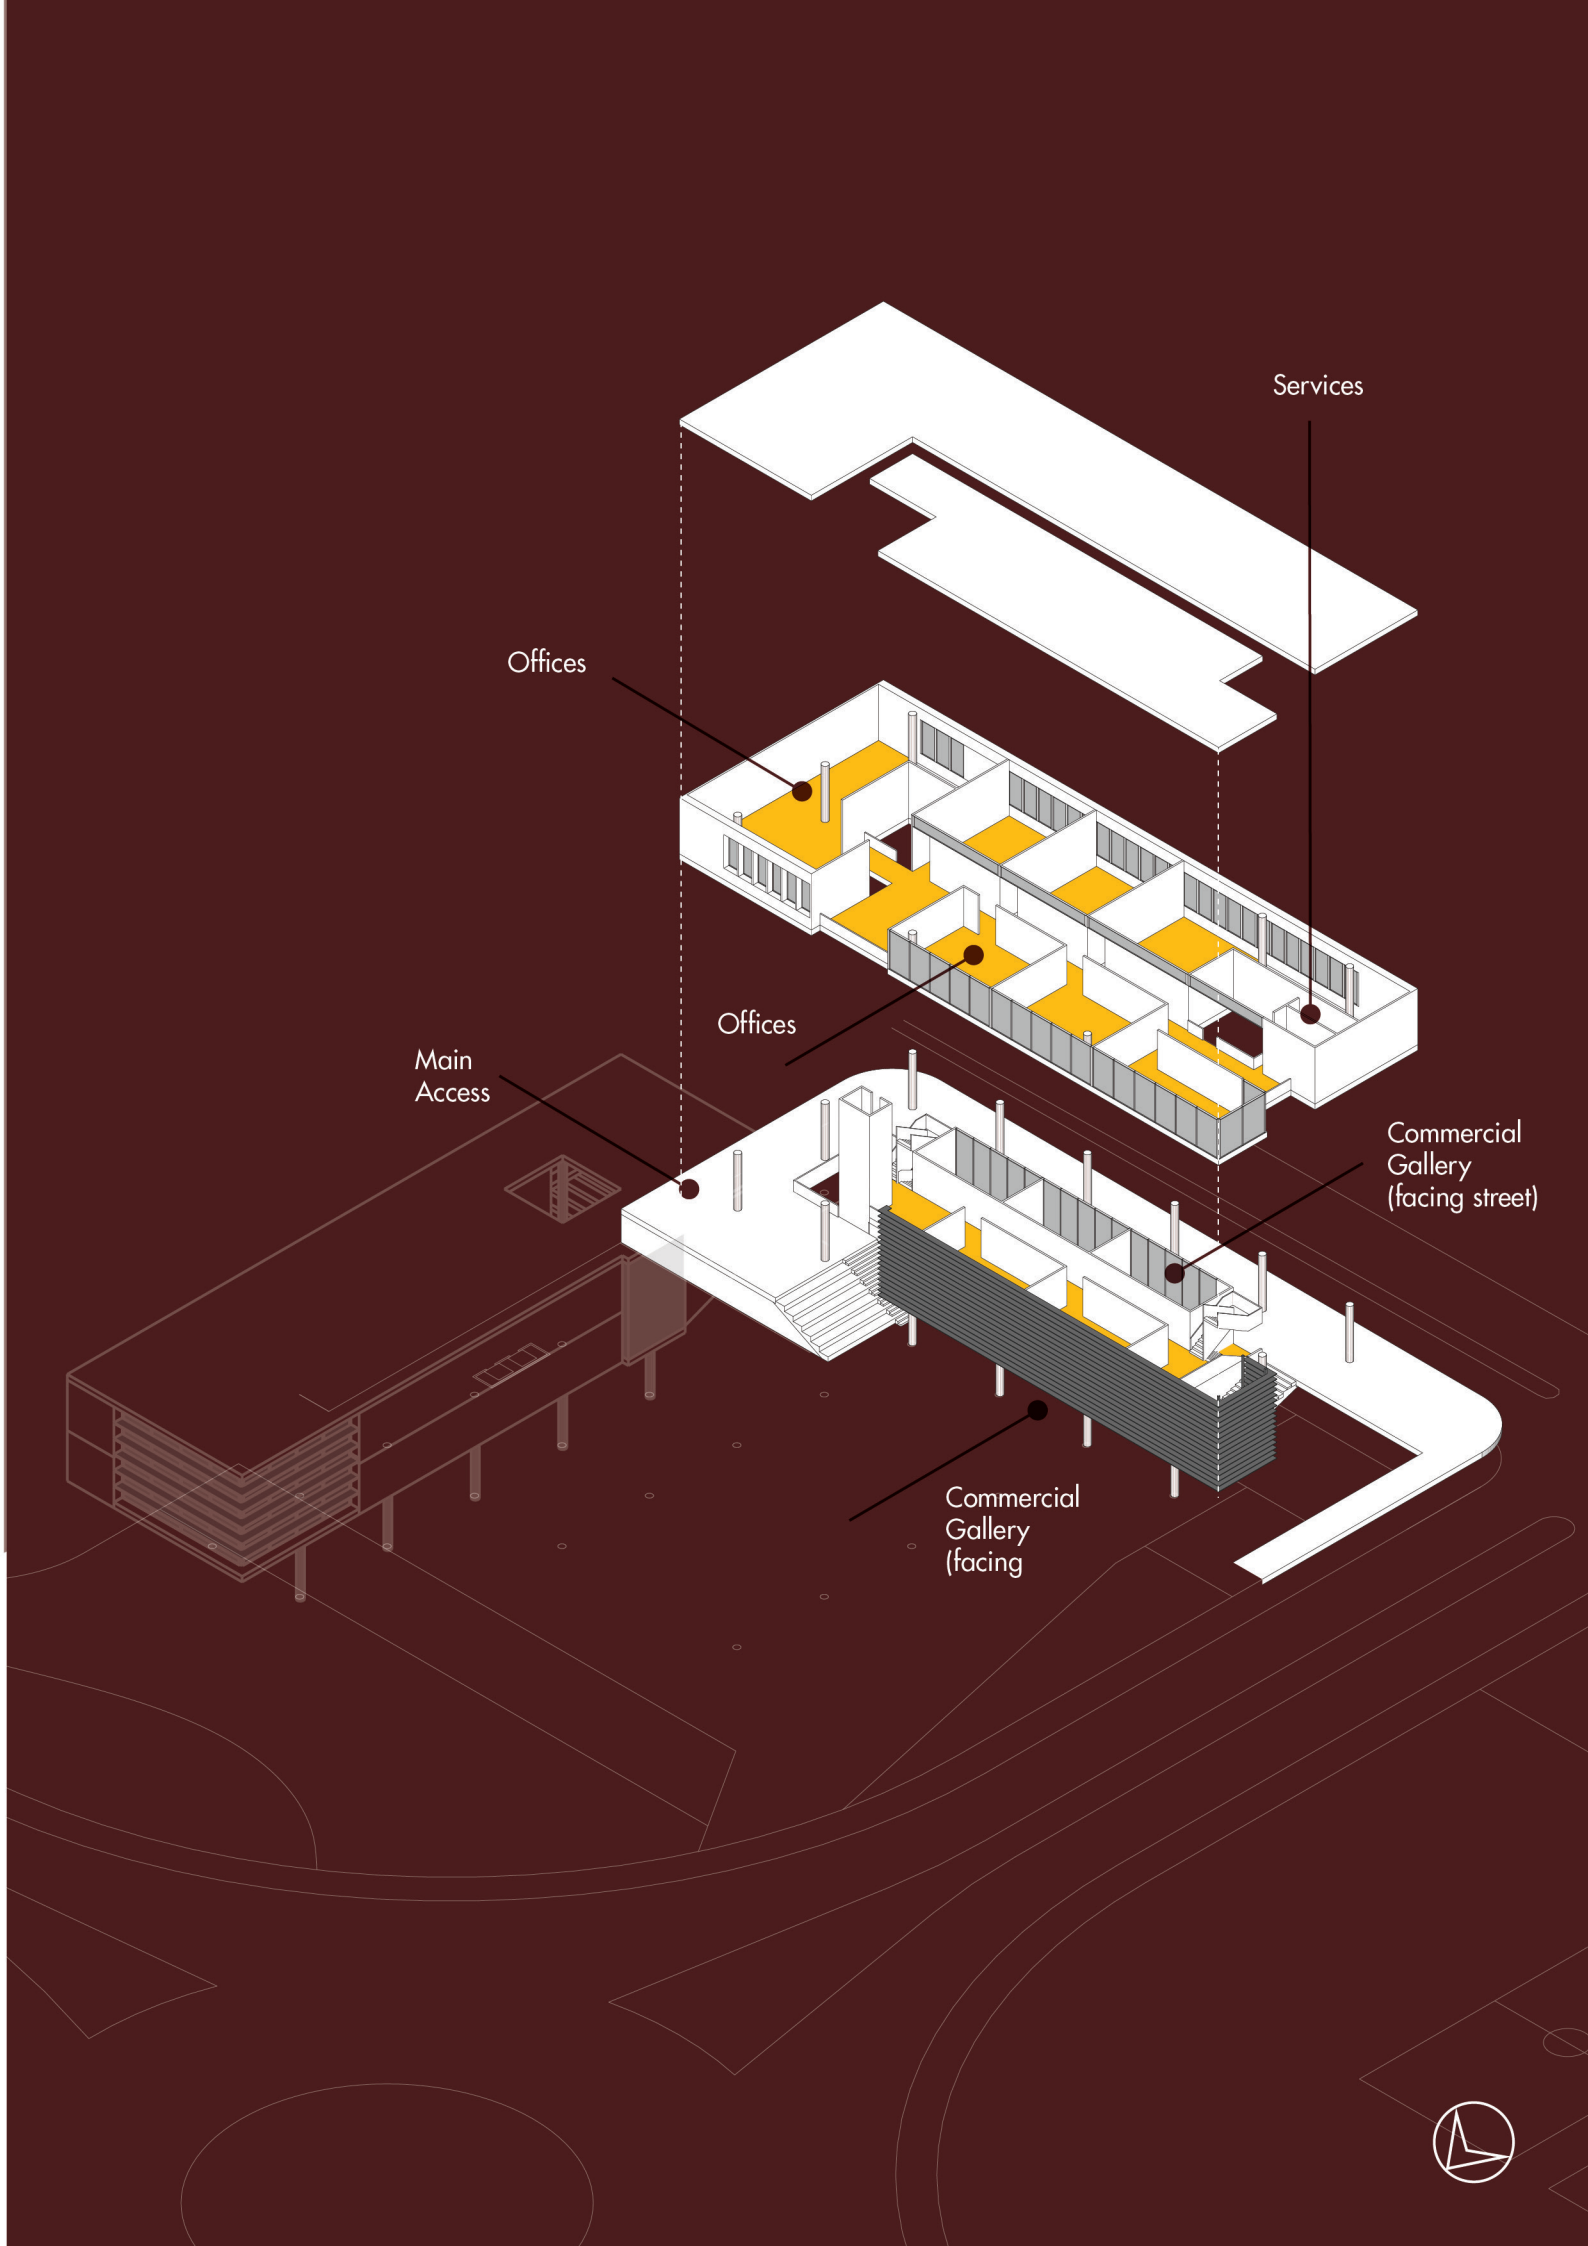 Services
Offices
Offices
Main
Access
Commercial
Gallery
(facing street)
Commercial
Gallery
(facing